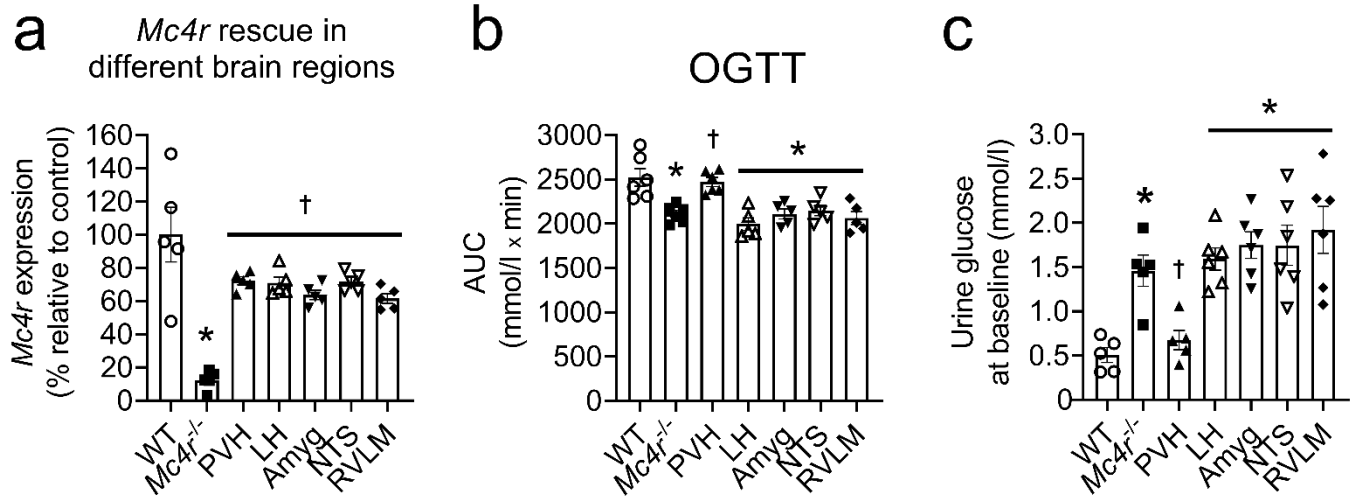 a
Mc4r rescue in
different brain regions
Mc4r expression
(% relative to control)
160
140
120
100
80
60
40
20
0
*
†
WT
Mc4r-/-
PVH
LH
Amyg
NTS
RVLM
b
OGTT
AUC
(mmol/l x min)
3000
2500
2000
1500
1000
500
0
*
†
*
WT
Mc4r-/-
PVH
LH
Amyg
NTS
RVLM
c
Urine glucose
at baseline (mmol/l)
3.0
2.5
2.0
1.5
1.0
0.5
0
*
†
*
WT
Mc4r-/-
PVH
LH
Amyg
NTS
RVLM